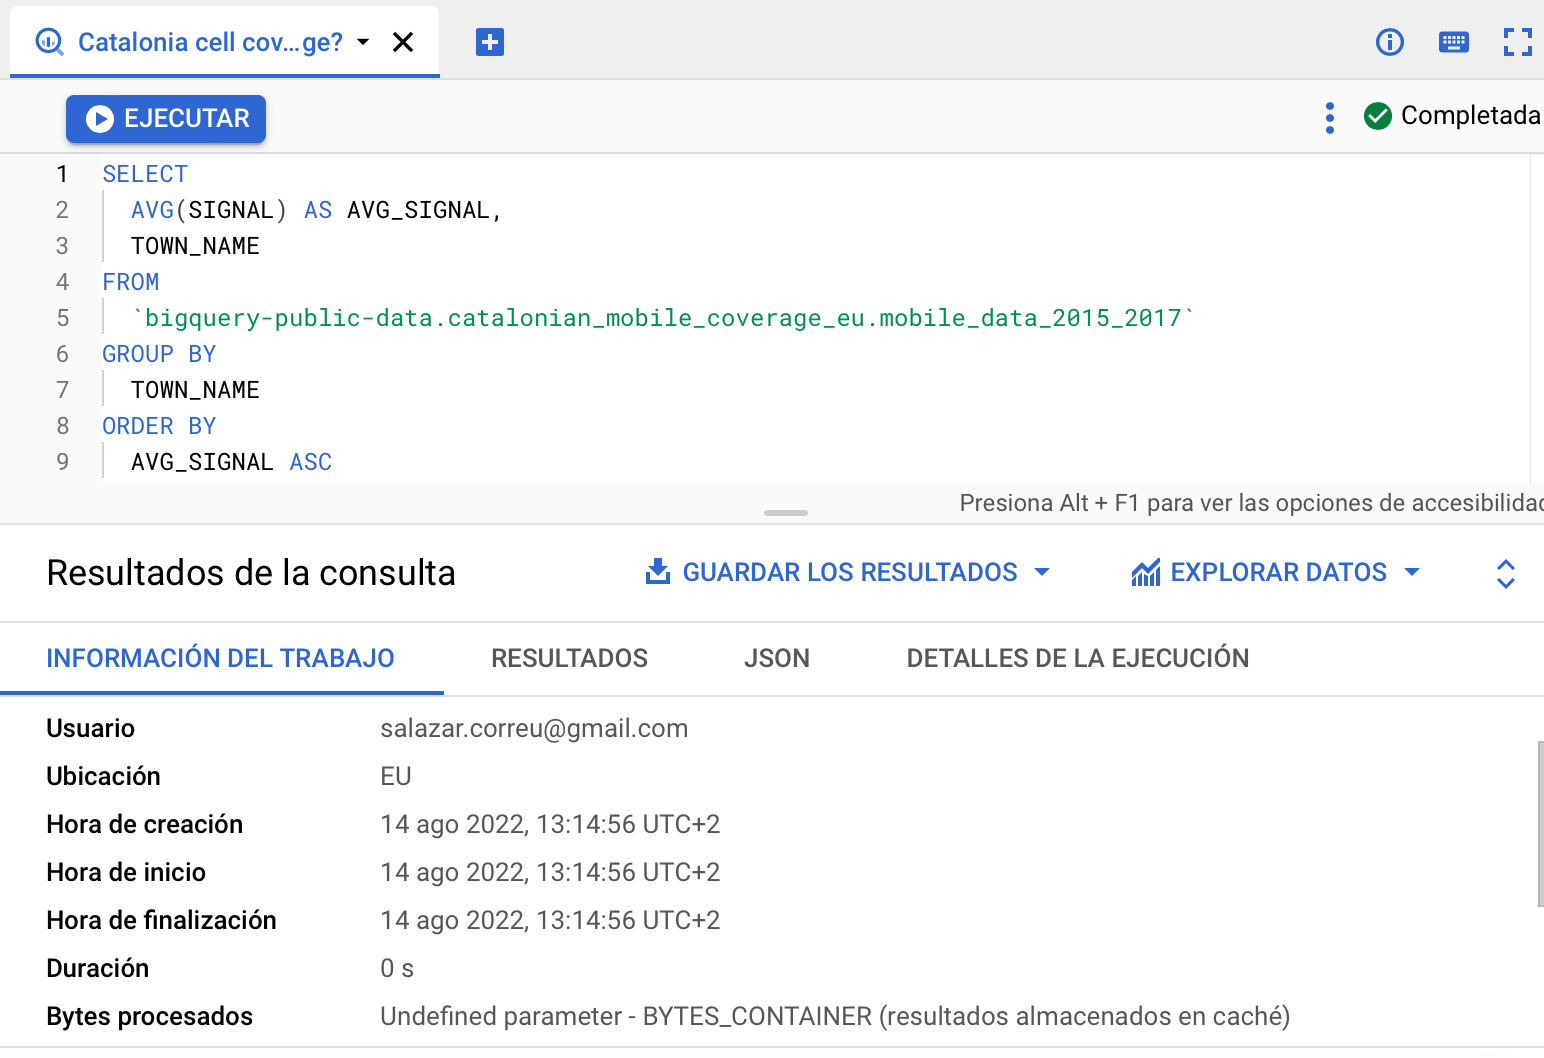 Catalonia cell cov...ge?
EJECUTAR
Completada
1 SELECT
2 AVG(SIGNAL) AS AVG_SIGNAL,
3 TOWN_NAME
4 FROM
5 `bigquery-public-data.catalonian_mobile_coverage_eu.mobile_data_2015_2017`
6 GROUP BY
7 TOWN_NAME
8 ORDER BY
9 AVG_SIGNAL ASC
Presiona Alt + F1 para ver las opciones de accesibilidad
Resultados de la consulta GUARDAR LOS RESULTADOS EXPLORAR DATOS
INFORMACIÓN DEL TRABAJO RESULTADOS JSON DETALLES DE LA EJECUCIÓN
Usuario salazar.correu@gmail.com
Ubicación EU
Hora de creación 14 ago 2022, 13:14:56 UTC+2
Hora de inicio 14 ago 2022, 13:14:56 UTC+2
Hora de finalización 14 ago 2022, 13:14:56 UTC+2
Duración 0 s
Bytes procesados Undefined parameter - BYTES_CONTAINER (resultados almacenados en caché)